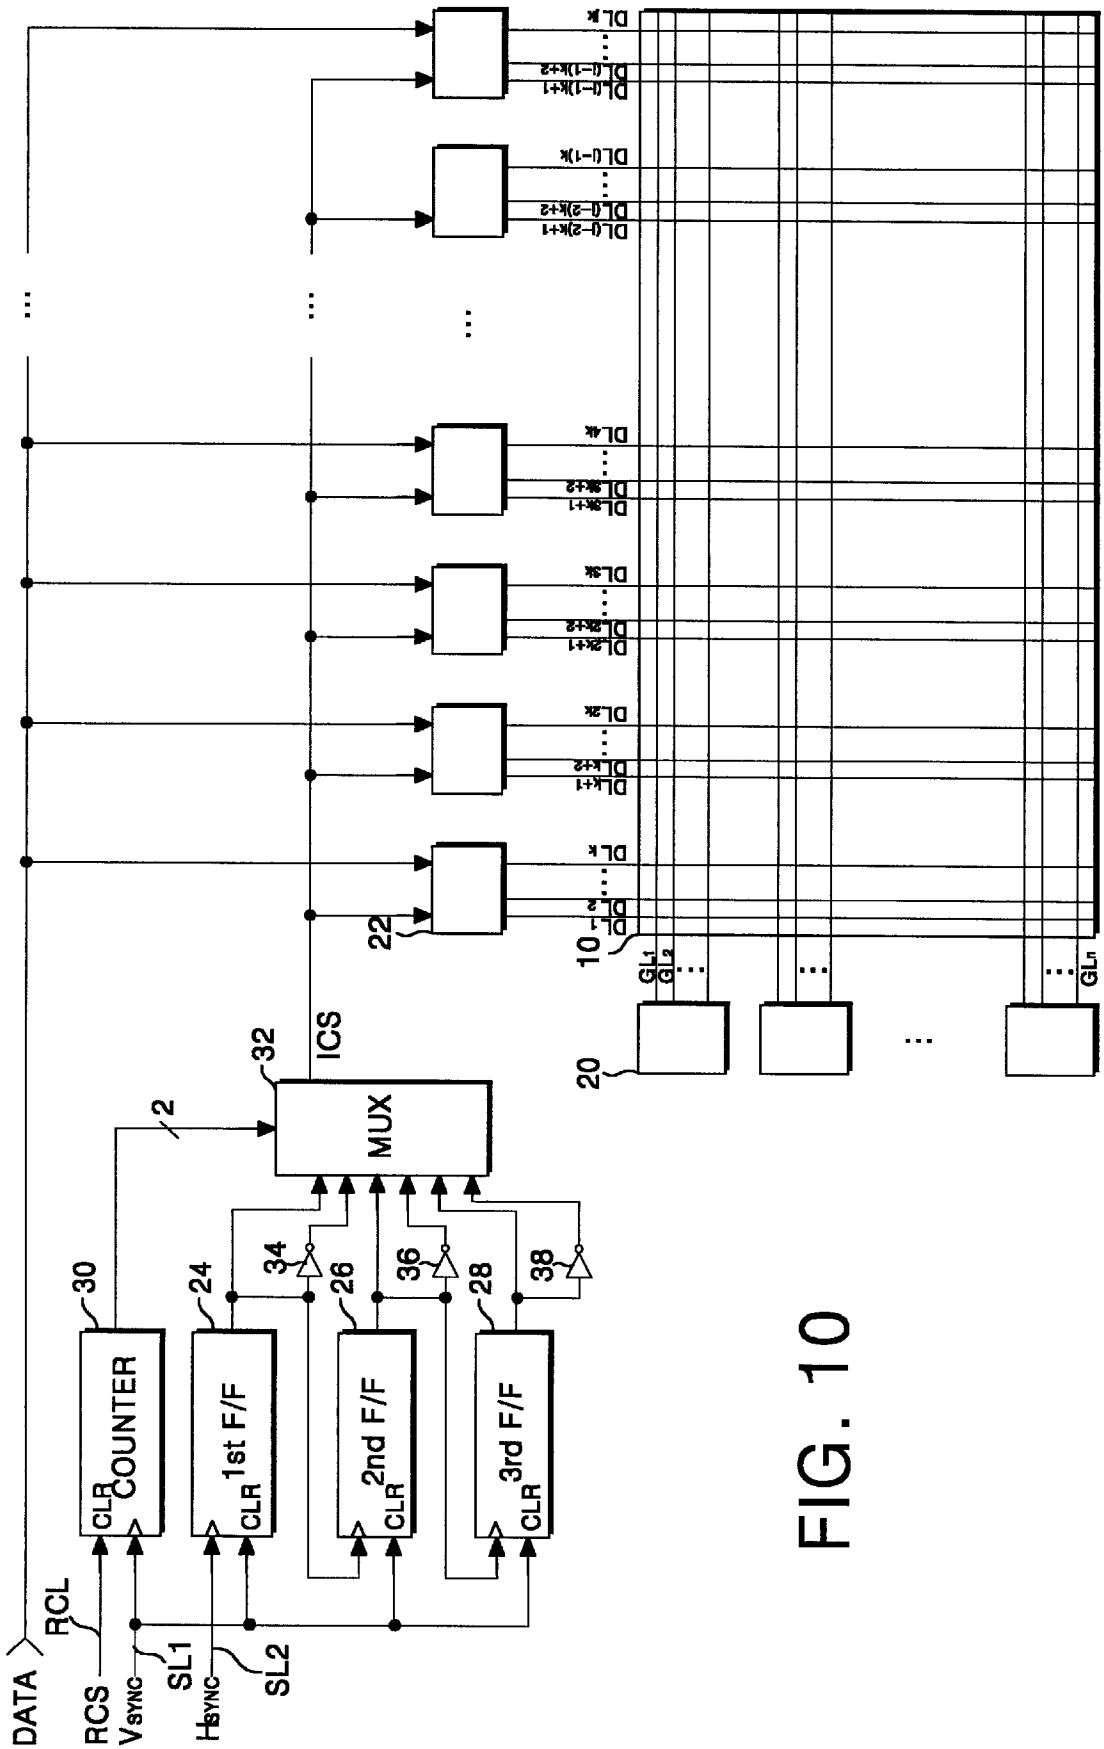 DATA
RCL
RCS
VSYNC
SL1
HSYNC
SL2
30
CLR
COUNTER
24
1st F/F
CLR
34
26
2nd F/F
CLR
36
28
3rd F/F
CLR
38
2
32
MUX
ICS
22
DL1
DL2
...
DLk
DLk+1
DLk+2
...
DL2k
DL2k+1
DL2k+2
...
DL3k
DL3k+1
DL3k+2
...
DL4k
...
...
...
DL(j-2)k+1
DL(j-2)k+2
...
DL(j-1)k
DL(j-1)k+1
DL(j-1)k+2
...
DLjk
10
20
GL1
GL2
...
...
...
...
GLn
FIG. 10